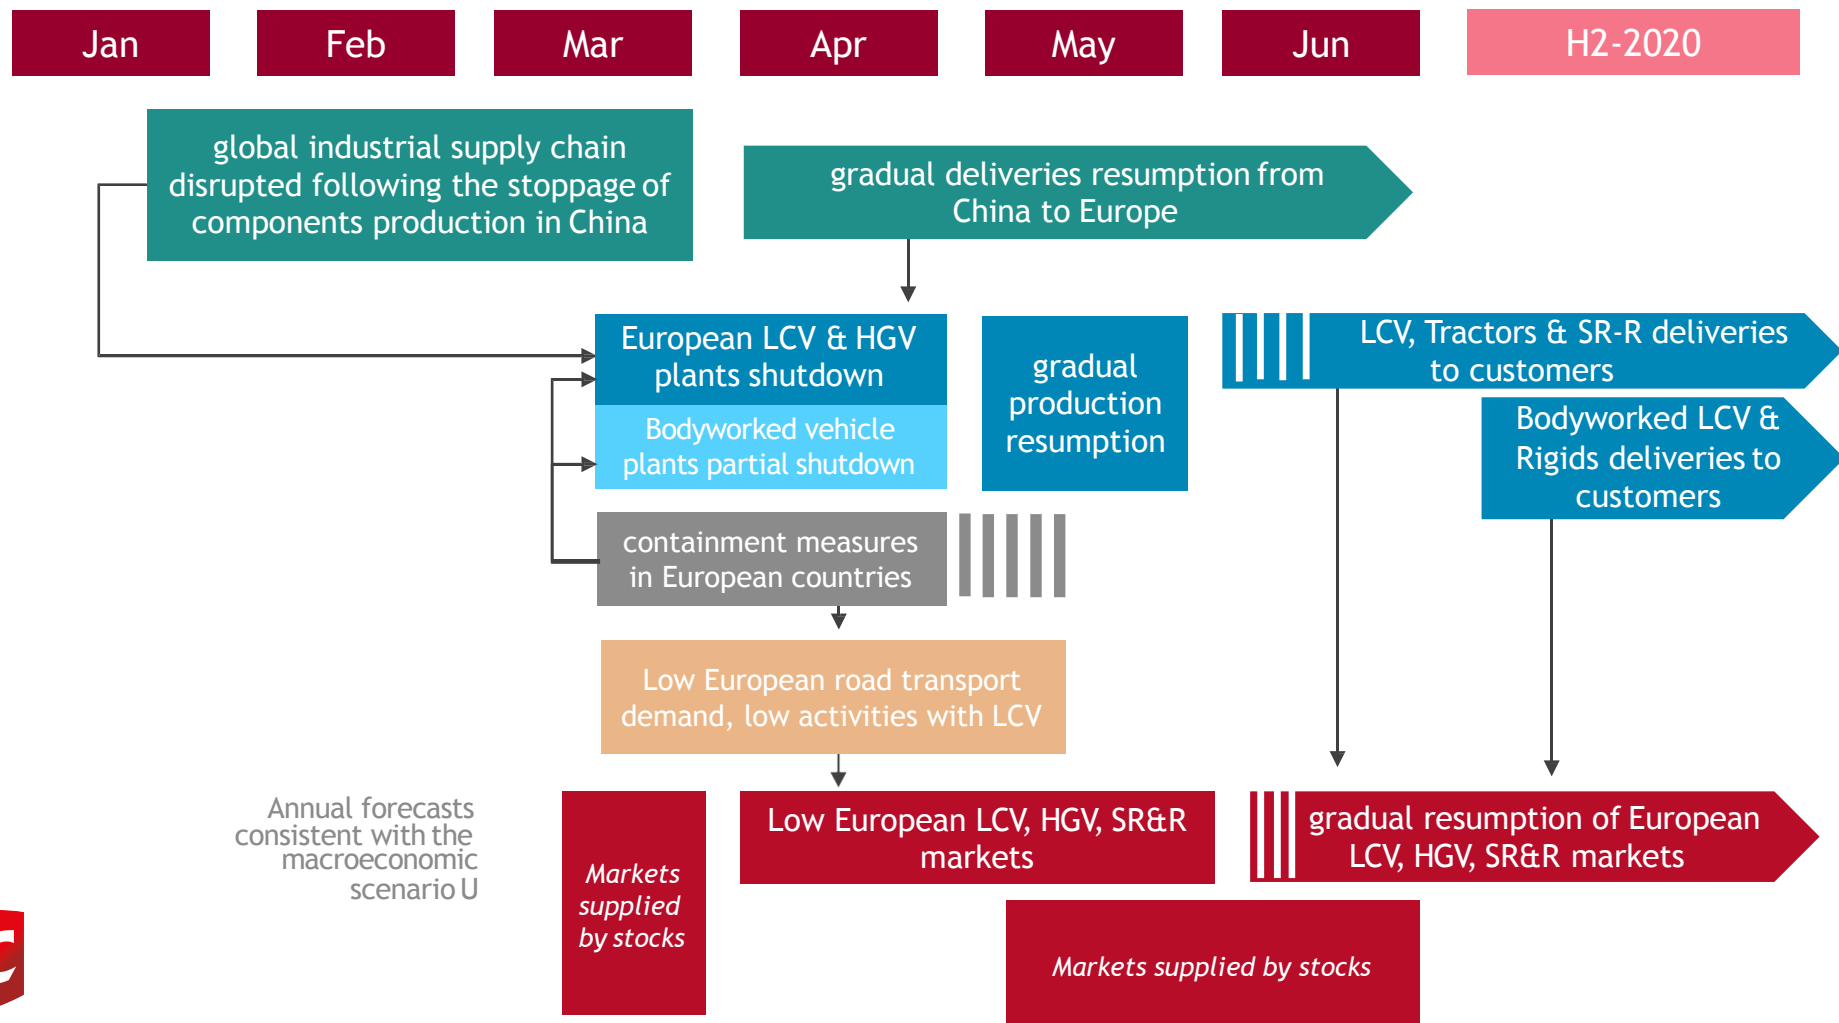 Jan
Feb
Mar
Apr
May
Jun
H2-2020
global industrial supply chain
disrupted following the stoppage of
components production in China
gradual deliveries resumption from
China to Europe
European LCV & HGV
plants shutdown
Bodyworked vehicle
plants partial shutdown
gradual
production
resumption
LCV, Tractors & SR-R deliveries
to customers
Bodyworked LCV &
Rigids deliveries to
customers
containment measures
in European countries
Low European road transport
demand, low activities with LCV
Annual forecasts
consistent with the
macroeconomic
scenario U
Markets
supplied
by stocks
Low European LCV, HGV, SR&R
markets
gradual resumption of European
LCV, HGV, SR&R markets
Markets supplied by stocks